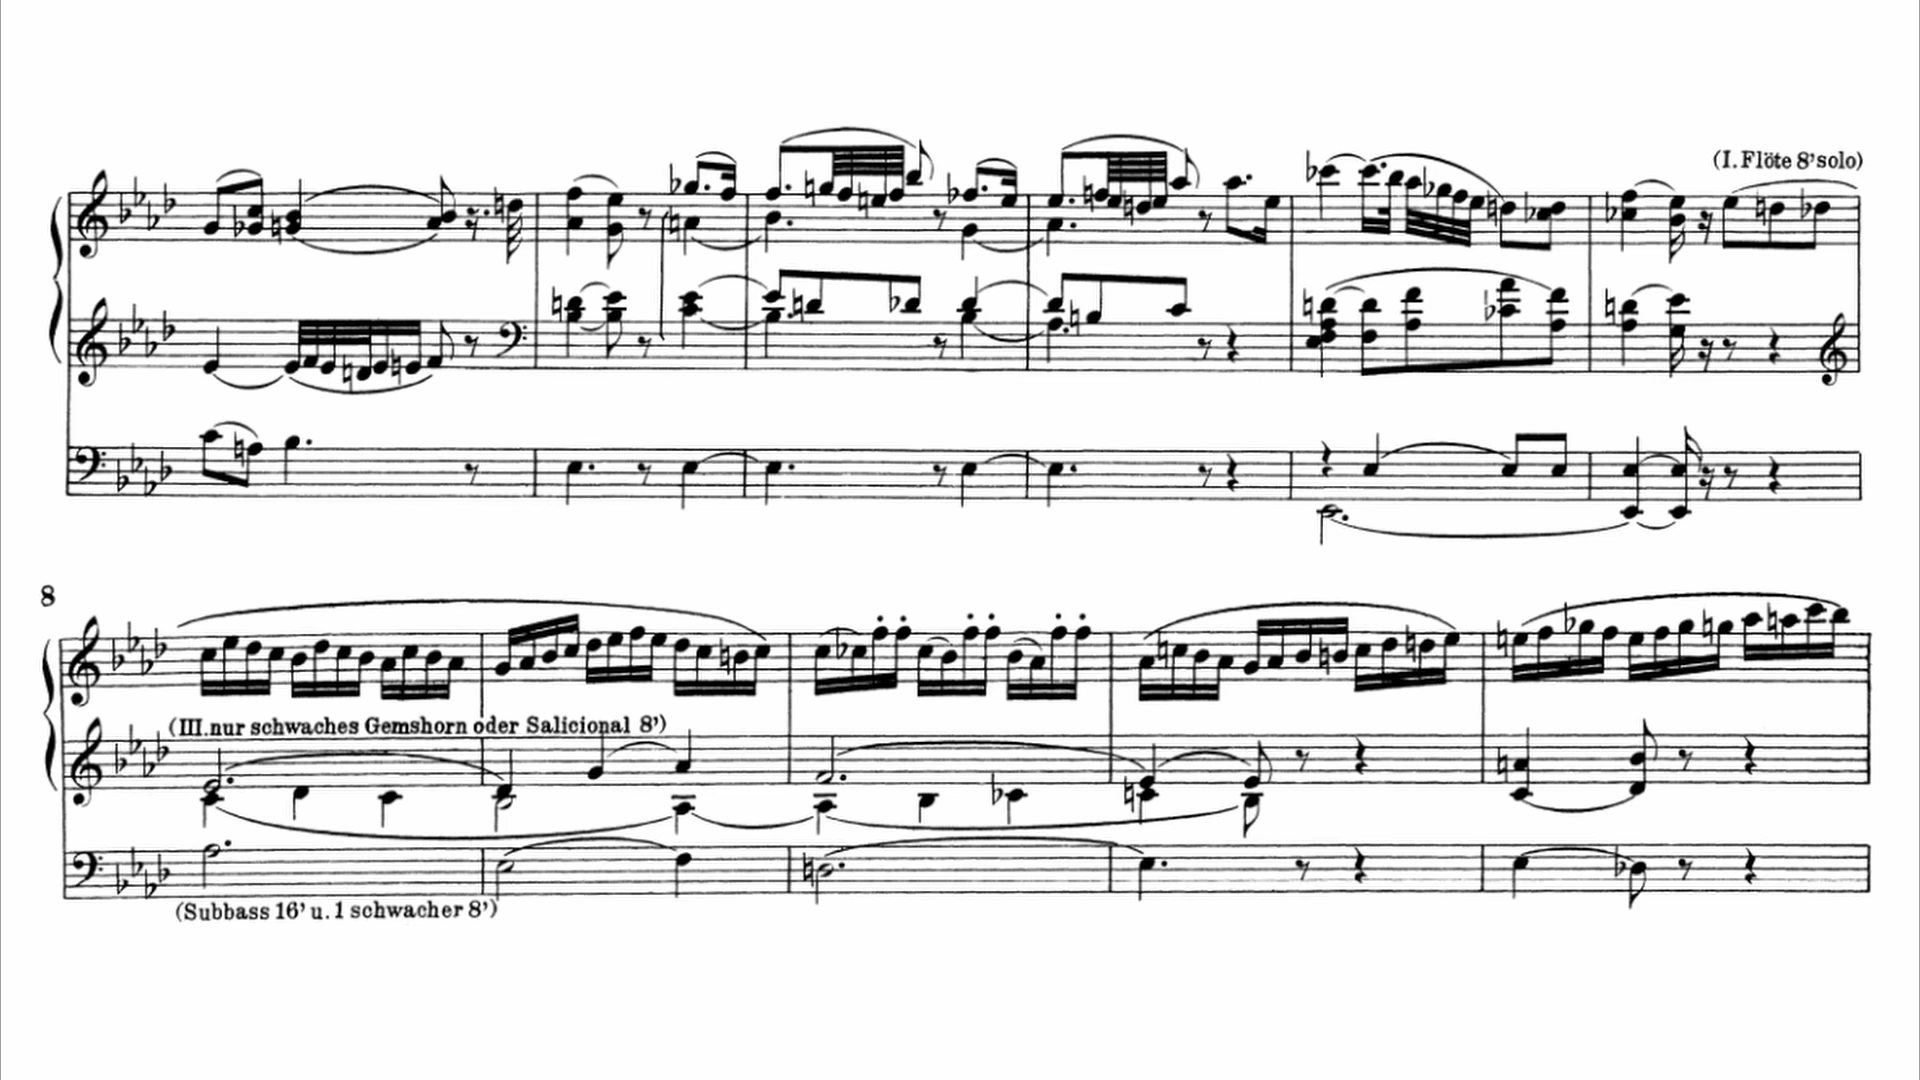 (I. Flöte 8' solo)
8
(III. nur schwaches Gemshorn oder Salicional 8')
(Subbass 16' u. 1 schwacher 8')